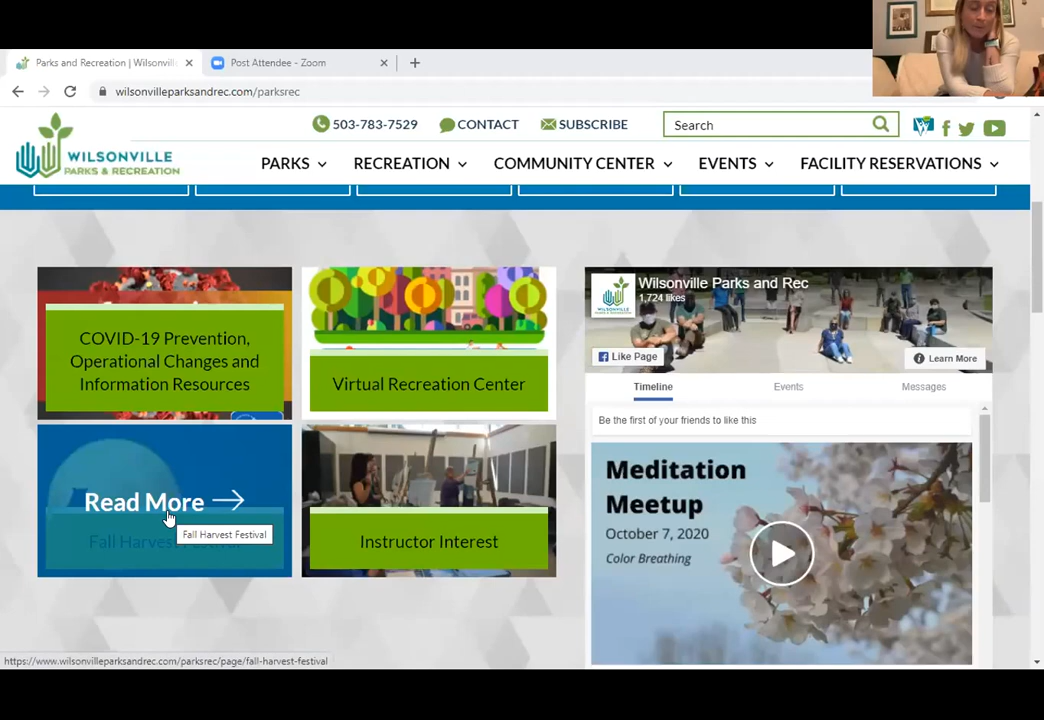 Parks and Recreation | Wilsonvill
Post Attendee - Zoom
wilsonvilleparksandrec.com/parksrec
503-783-7529
CONTACT
SUBSCRIBE
Search
WILSONVILLE
PARKS & RECREATION
PARKS
RECREATION
COMMUNITY CENTER
EVENTS
FACILITY RESERVATIONS
COVID-19 Prevention,
Operational Changes and
Information Resources
Virtual Recreation Center
Read More
Fall Harvest Festival
Fall Harvest Festival
Instructor Interest
Wilsonville Parks and Rec
1,724 likes
Like Page
Learn More
Timeline
Events
Messages
Be the first of your friends to like this
Meditation
Meetup
October 7, 2020
Color Breathing
https://www.wilsonvilleparksandrec.com/parksrec/page/fall-harvest-festival